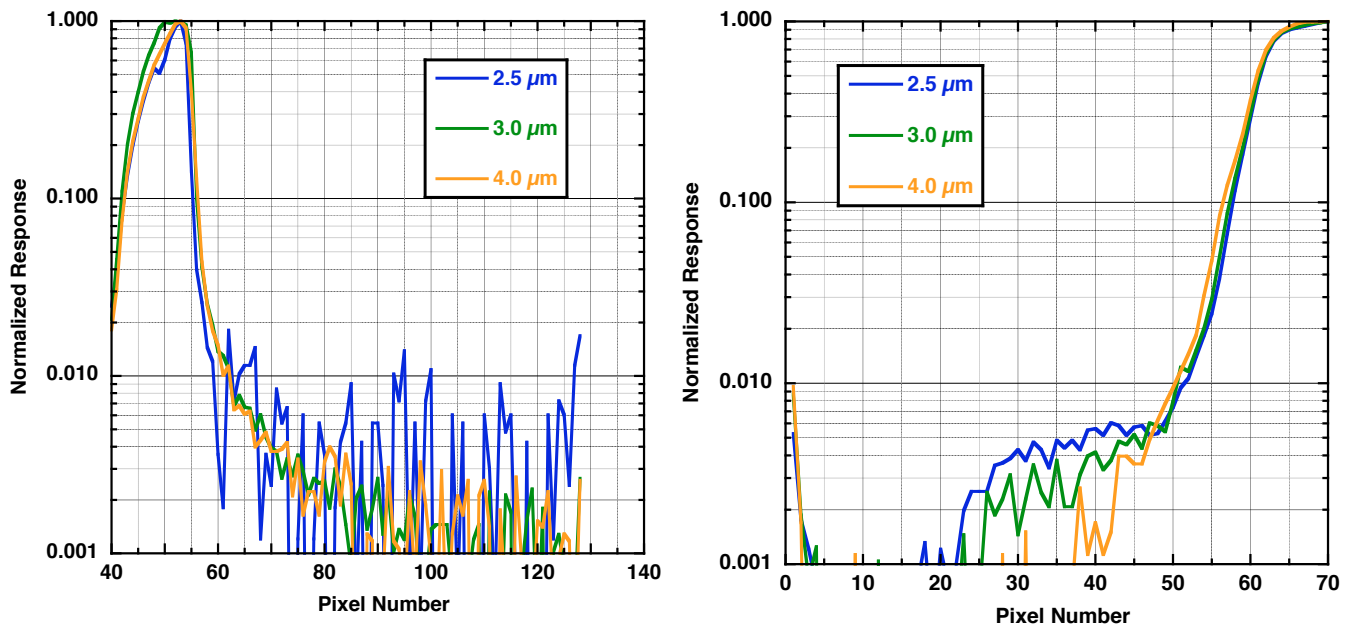 1.000
0.100
0.010
0.001
Normalized Response
2.5 µm
3.0 µm
4.0 µm
40 60 80 100 120 140
Pixel Number
1.000
0.100
0.010
0.001
Normalized Response
2.5 µm
3.0 µm
4.0 µm
0 10 20 30 40 50 60 70
Pixel Number